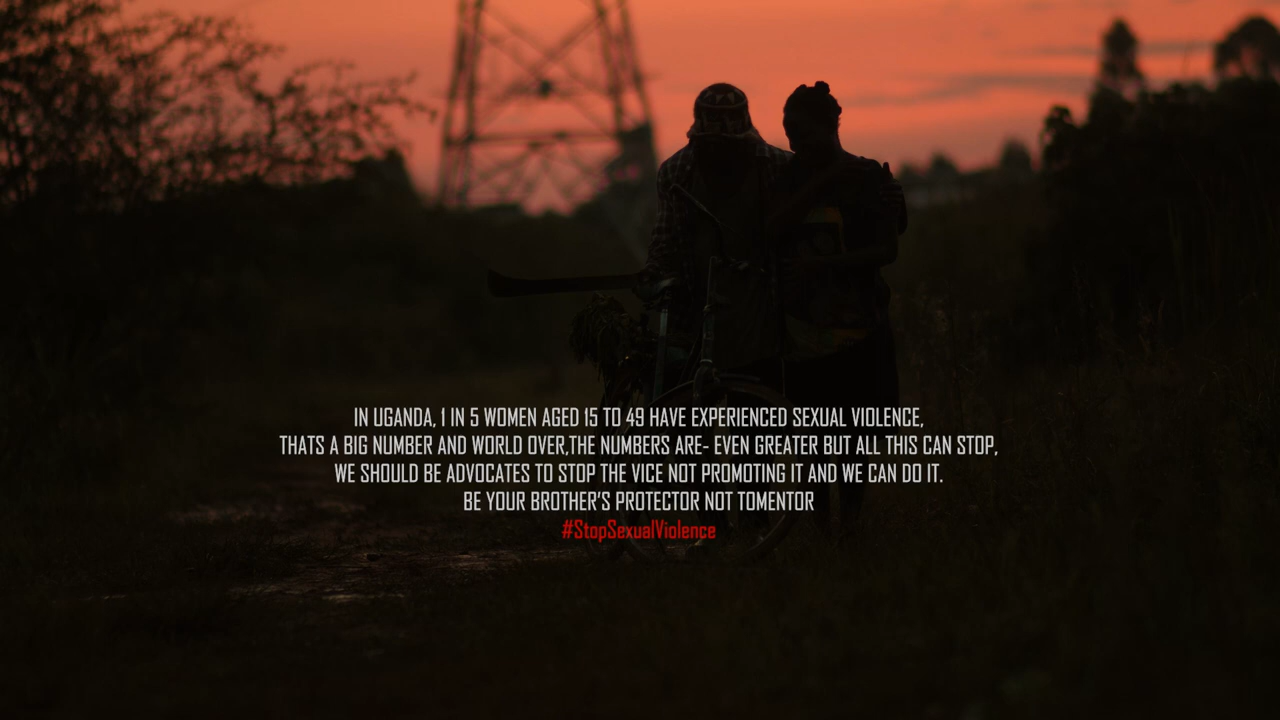 IN UGANDA, 1 IN 5 WOMEN AGED 15 TO 49 HAVE EXPERIENCED SEXUAL VIOLENCE,
THATS A BIG NUMBER AND WORLD OVER,THE NUMBERS ARE- EVEN GREATER BUT ALL THIS CAN STOP,
WE SHOULD BE ADVOCATES TO STOP THE VICE NOT PROMOTING IT AND WE CAN DO IT.
BE YOUR BROTHER'S PROTECTOR NOT TOMENTOR
#StopSexualViolence